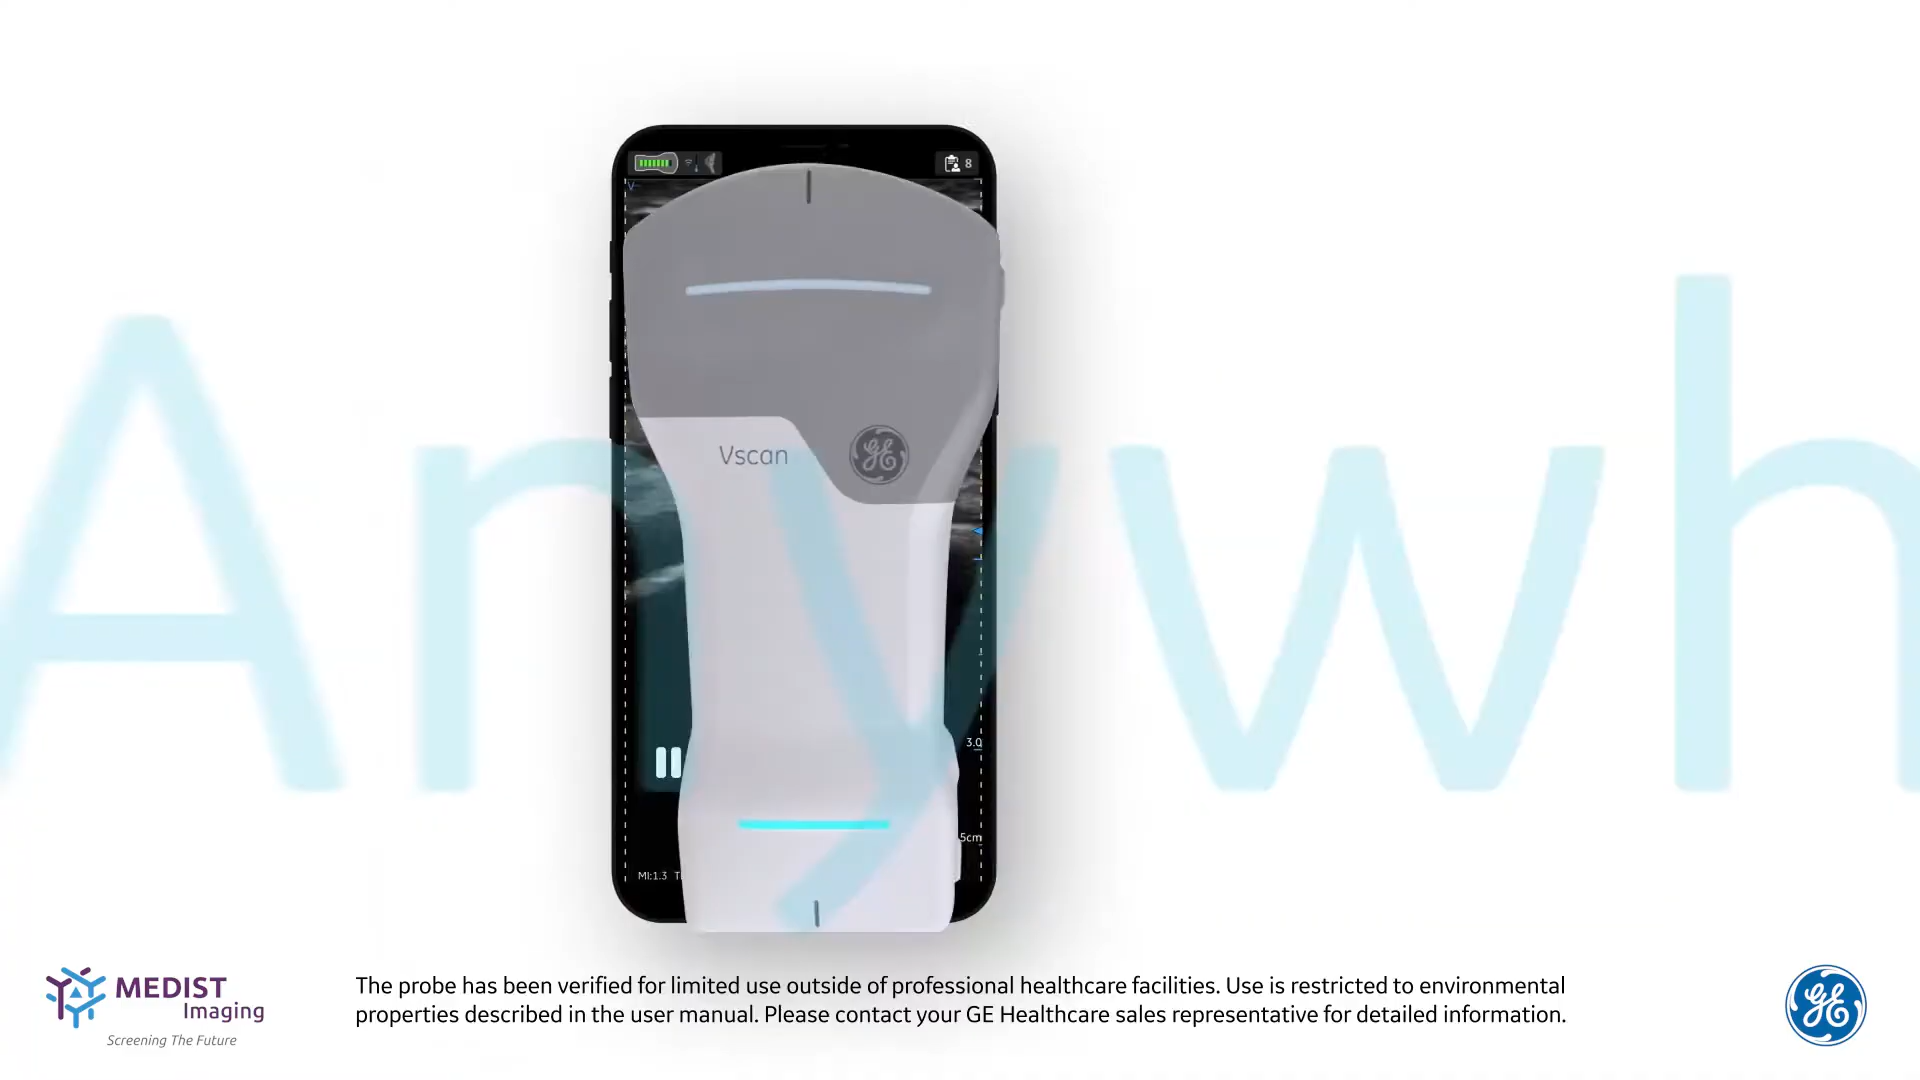 8
V
Anywh
Vscan
GE
3.0
5cm
MI:1.3
MEDIST
Imaging
Screening The Future
The probe has been verified for limited use outside of professional healthcare facilities. Use is restricted to environmental
properties described in the user manual. Please contact your GE Healthcare sales representative for detailed information.
GE